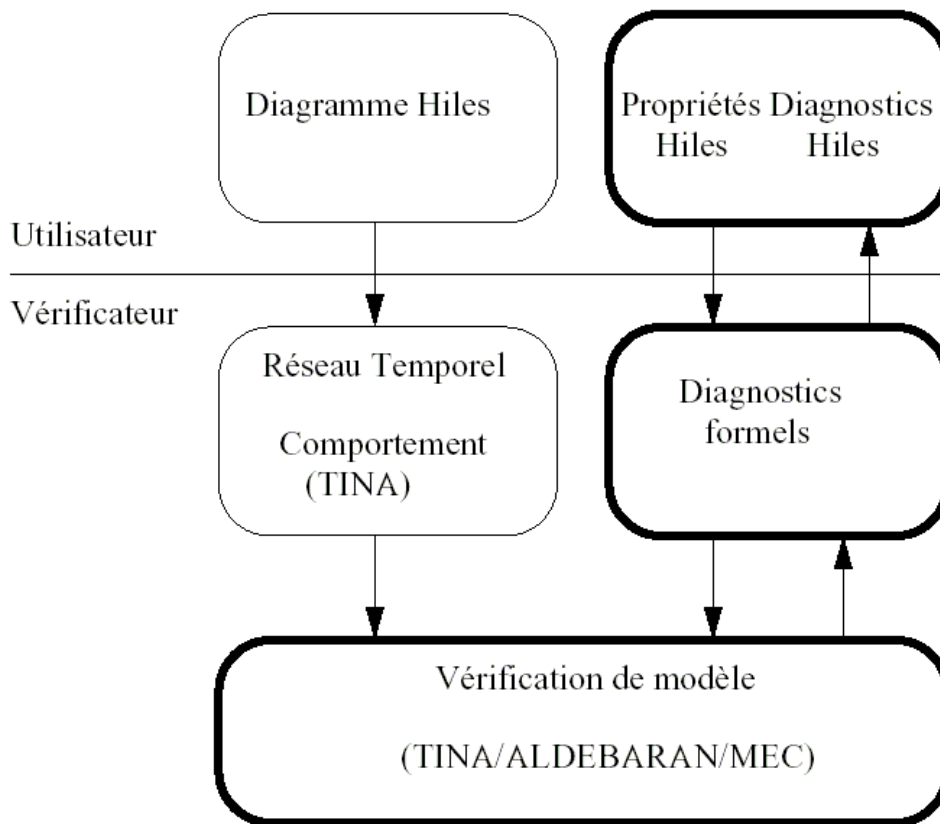 Diagramme Hiles
Propriétés Diagnostics
Hiles Hiles
Utilisateur
Vérificateur
Réseau Temporel
Comportement
(TINA)
Diagnostics
formels
Vérification de modèle
(TINA/ALDEBARAN/MEC)